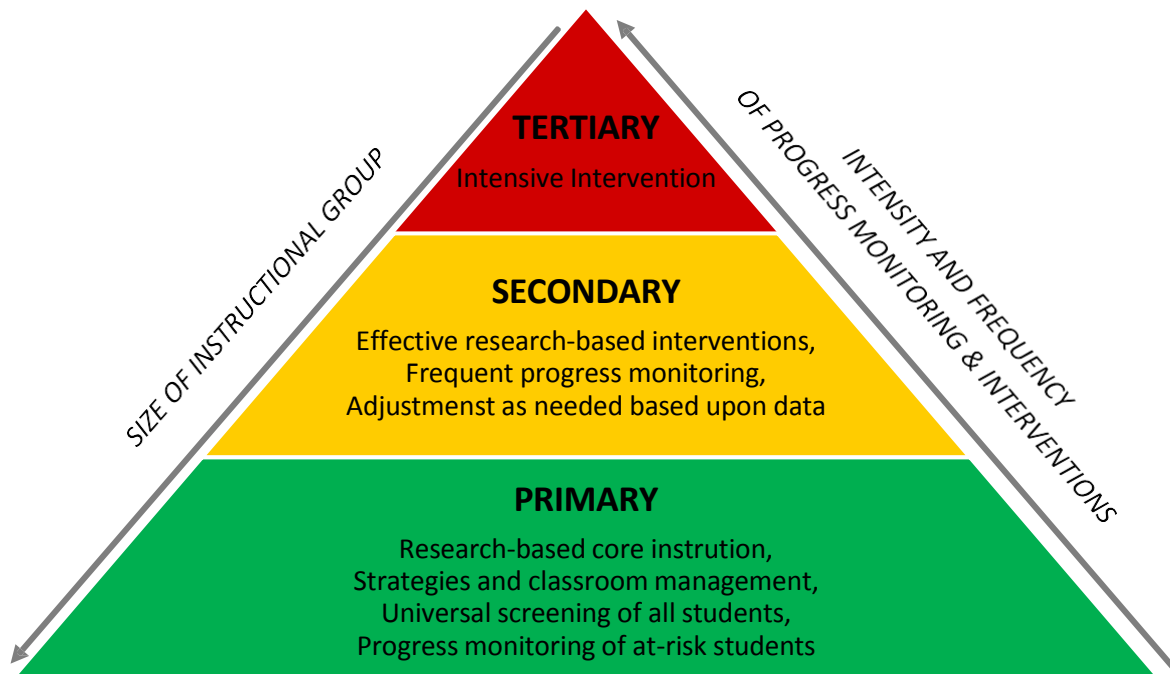 TERTIARY
Intensive Intervention
SIZE OF INSTRUCTIONAL GROUP
INTENSITY AND FREQUENCY
OF PROGRESS MONITORING & INTERVENTIONS
SECONDARY
Effective research-based interventions,
Frequent progress monitoring,
Adjustmenst as needed based upon data
PRIMARY
Research-based core instrution,
Strategies and classroom management,
Universal screening of all students,
Progress monitoring of at-risk students